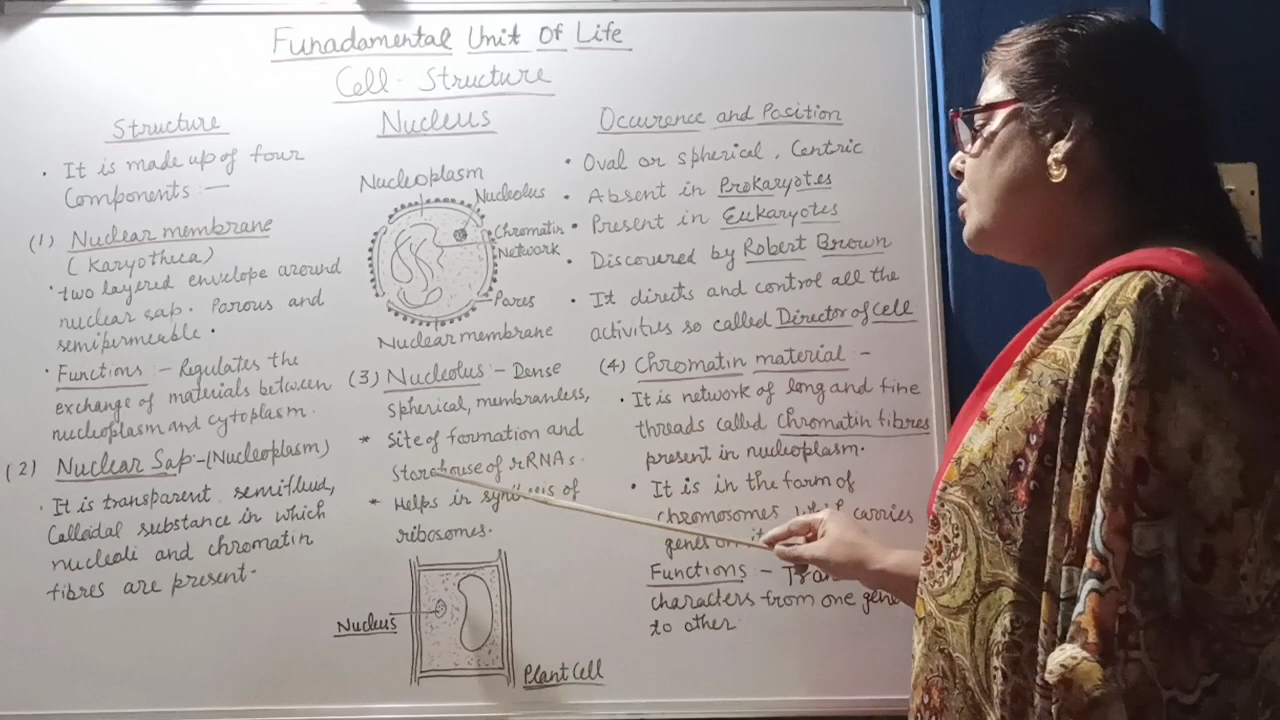 Funadamental Unit Of Life
Cell - Structure
Structure
• It is made up of four
Components :-
(1) Nuclear membrane
(Karyotheca)
• two layered envelope around
nuclear sap. Porous and
semipermeable.
• Functions :- Regulates the
exchange of materials between
nucleoplasm and cytoplasm.
(2) Nuclear Sap - (Nucleoplasm)
• It is transparent semifluid,
Colloidal substance in which
nucleoli and chromatin
fibres are present.
Nucleus
Nucleoplasm
Nucleolus
Chromatin
Network
Pores
Nuclear membrane
(3) Nucleolus :- Dense
spherical, membranless,
* Site of formation and
storehouse of rRNAs.
* Helps in synthesis of
ribosomes.
Nucleus
Plant Cell
Occurence and Position
• Oval or spherical, Centric
• Absent in Prokaryotes
• Present in Eukaryotes
• Discovered by Robert Brown
• It directs and control all the
activities so called Director of cell
(4) Chromatin material :-
• It is network of long and fine
threads called Chromatin fibres
present in nucleoplasm.
• It is in the form of
chromosomes carries
genes on
Functions -
characters from one
to other.